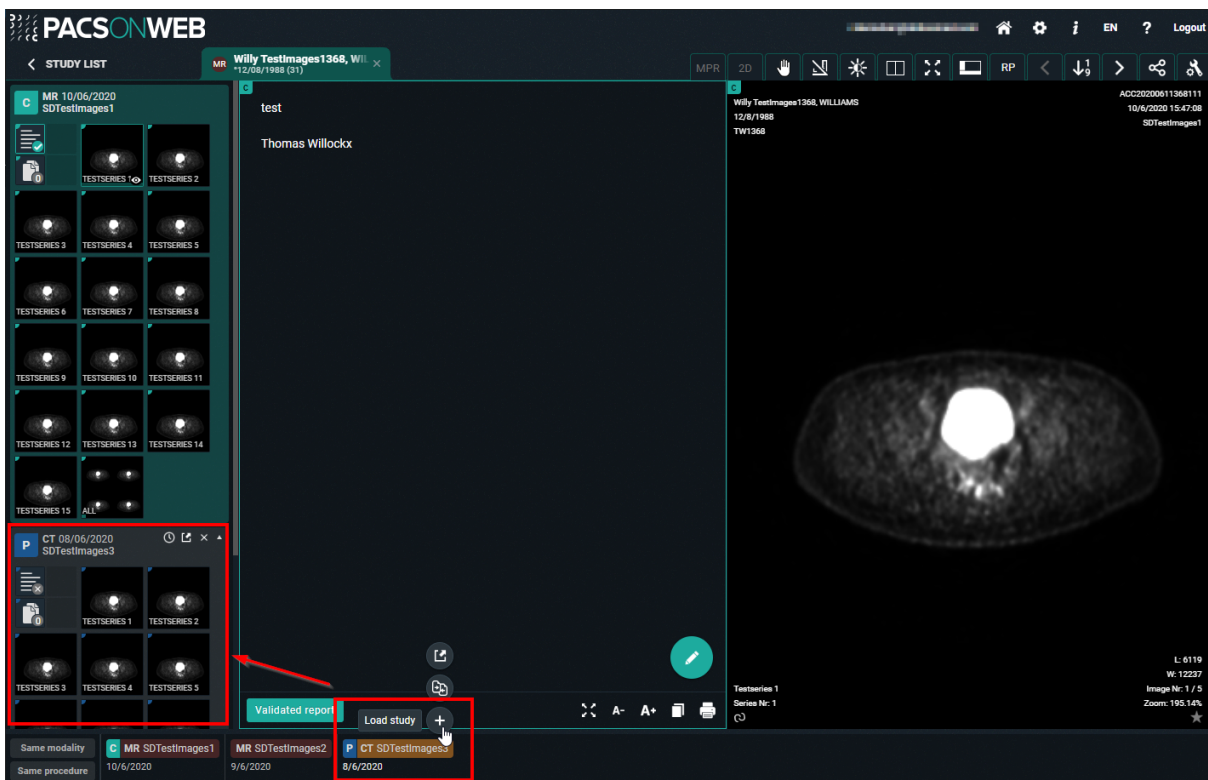 PACSONWEB
EN
?
Logout
STUDY LIST
MR
Willy TestImages1368, WIL
*12/08/1988 (31)
MPR
2D
RP
C
MR 10/06/2020
SDTestImages1
0
TESTSERIES 1
TESTSERIES 2
TESTSERIES 3
TESTSERIES 4
TESTSERIES 5
TESTSERIES 6
TESTSERIES 7
TESTSERIES 8
TESTSERIES 9
TESTSERIES 10
TESTSERIES 11
TESTSERIES 12
TESTSERIES 13
TESTSERIES 14
TESTSERIES 15
ALL
P
CT 08/06/2020
SDTestImages3
0
TESTSERIES 1
TESTSERIES 2
TESTSERIES 3
TESTSERIES 4
TESTSERIES 5
C
test
Thomas Willockx
Validated report
Load study
A-
A+
C
Willy TestImages1368, WILLIAMS
12/8/1988
TW1368
ACC20200611368111
10/6/2020 15:47:08
SDTestImages1
Testseries 1
Series Nr: 1
L: 6119
W: 12237
Image Nr: 1 / 5
Zoom: 195.14%
Same modality
Same procedure
C MR SDTestImages1
10/6/2020
MR SDTestImages2
9/6/2020
P CT SDTestImages3
8/6/2020